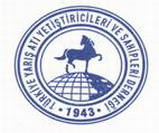 TÜRKİYE YARIŞ ATI YETİŞTİRİCİLERİ VE SAHİPLERİ DERNEĞİ
• 1943 •